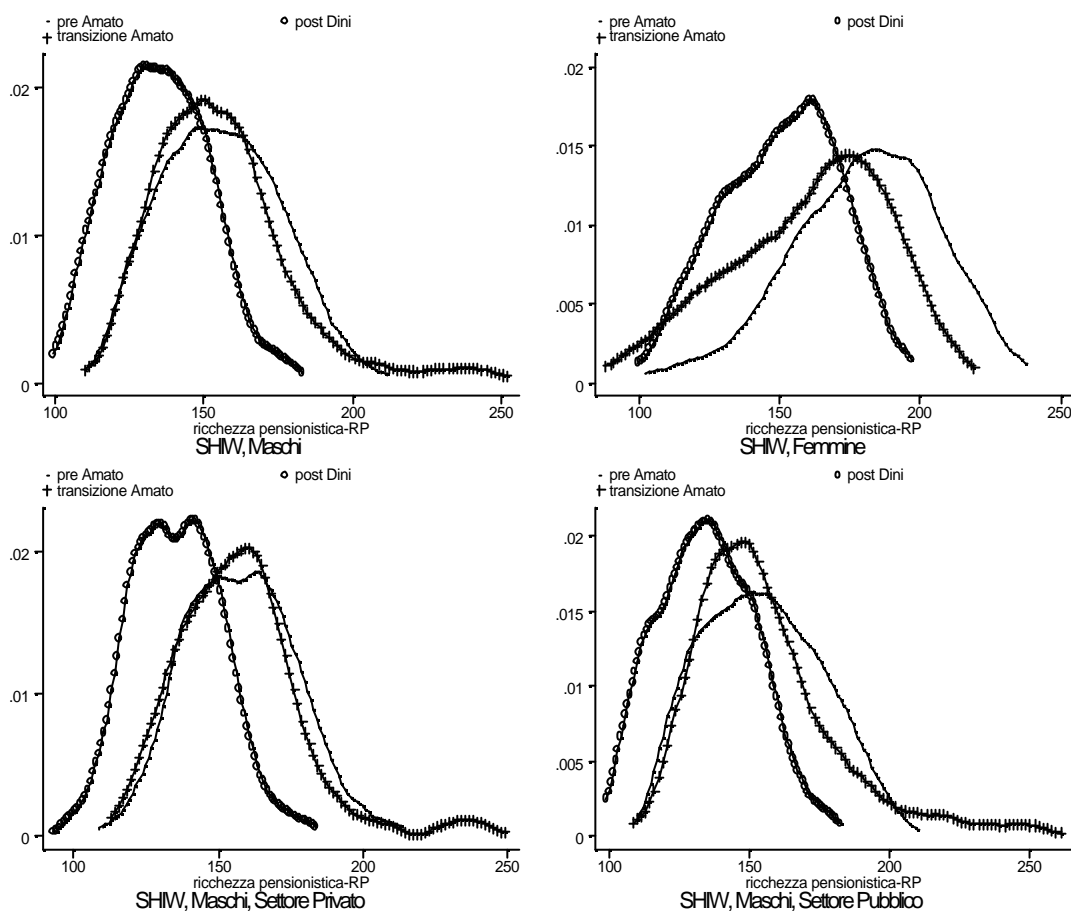 pre Amato post Dini
transizione Amato
.02
.01
0
100 150 200 250
ricchezza pensionistica-RP
SHIW, Maschi
pre Amato post Dini
transizione Amato
.02
.015
.01
.005
0
100 150 200 250
ricchezza pensionistica-RP
SHIW, Femmine
pre Amato post Dini
transizione Amato
.02
.01
0
100 150 200 250
ricchezza pensionistica-RP
SHIW, Maschi, Settore Privato
pre Amato post Dini
transizione Amato
.02
.015
.01
.005
0
100 150 200 250
ricchezza pensionistica-RP
SHIW, Maschi, Settore Pubblico